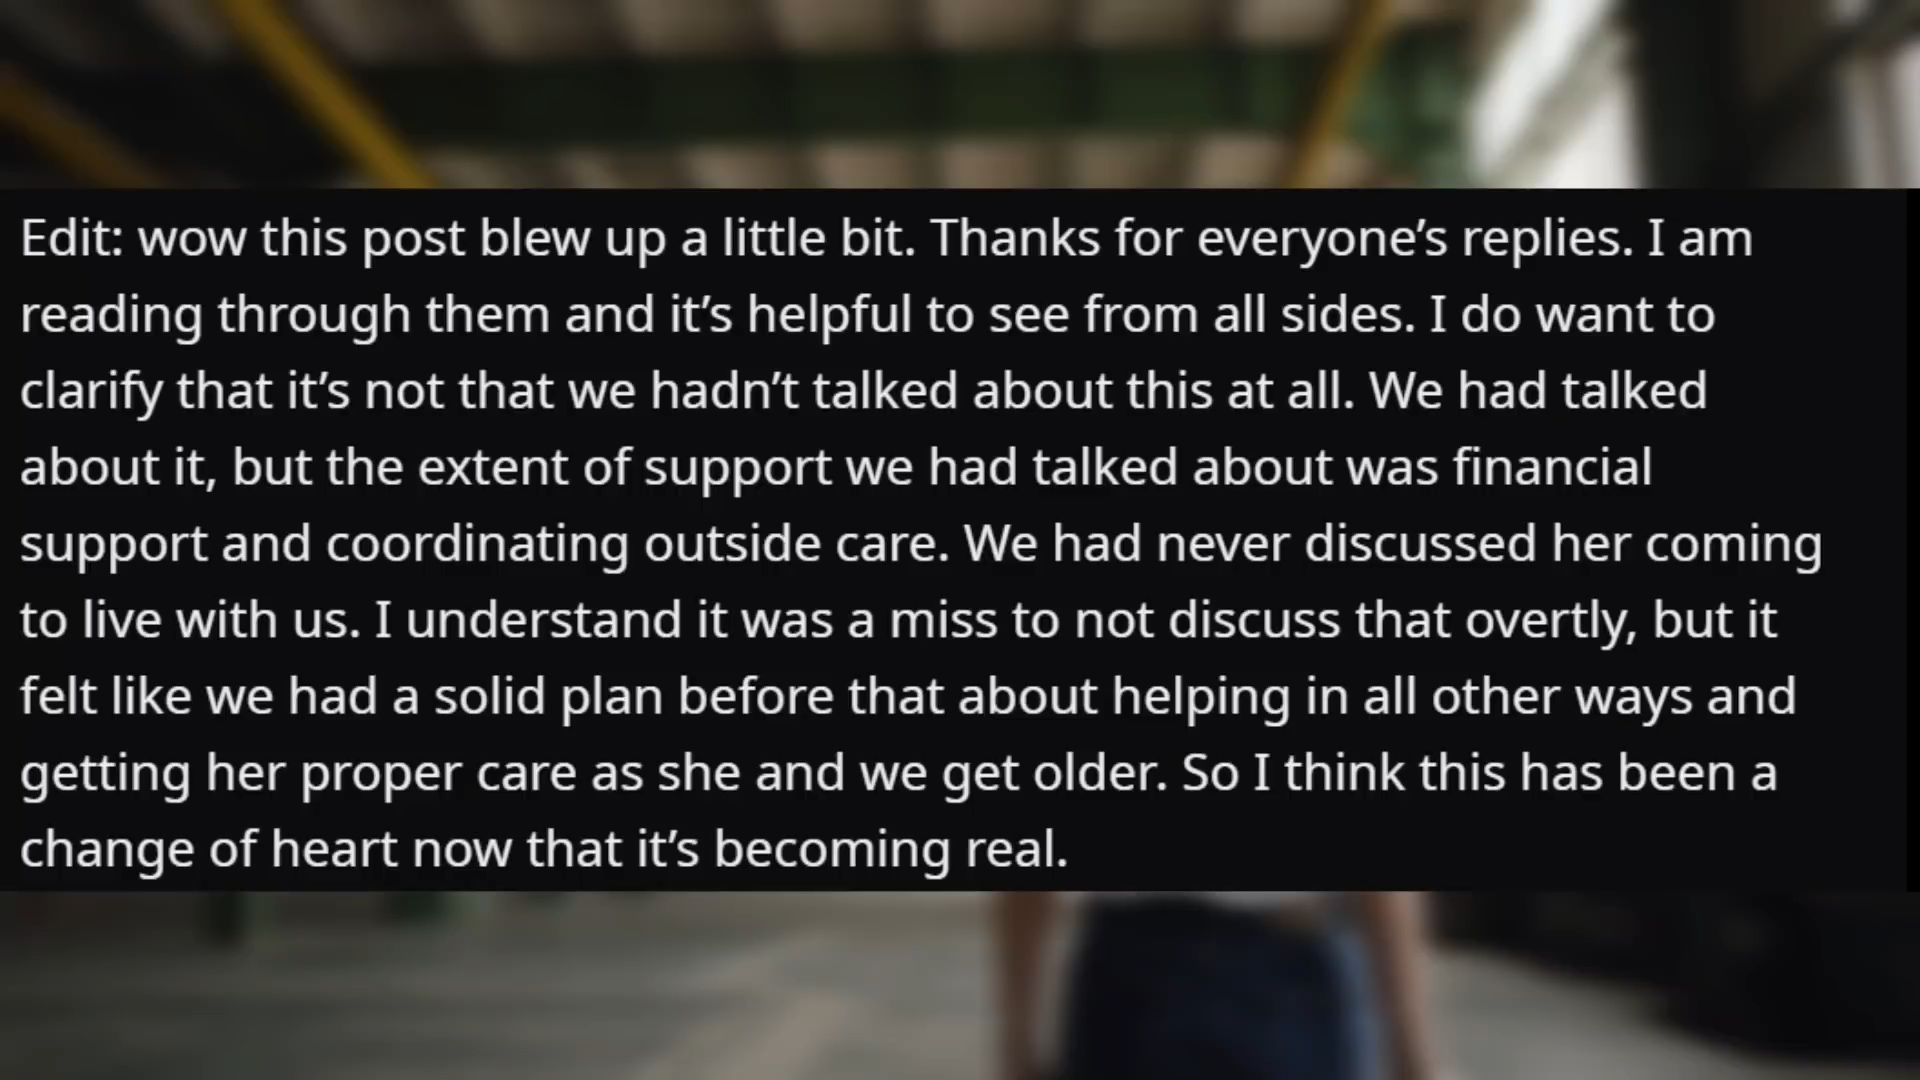 Edit: wow this post blew up a little bit. Thanks for everyone’s replies. I am
reading through them and it’s helpful to see from all sides. I do want to
clarify that it’s not that we hadn’t talked about this at all. We had talked
about it, but the extent of support we had talked about was financial
support and coordinating outside care. We had never discussed her coming
to live with us. I understand it was a miss to not discuss that overtly, but it
felt like we had a solid plan before that about helping in all other ways and
getting her proper care as she and we get older. So I think this has been a
change of heart now that it’s becoming real.